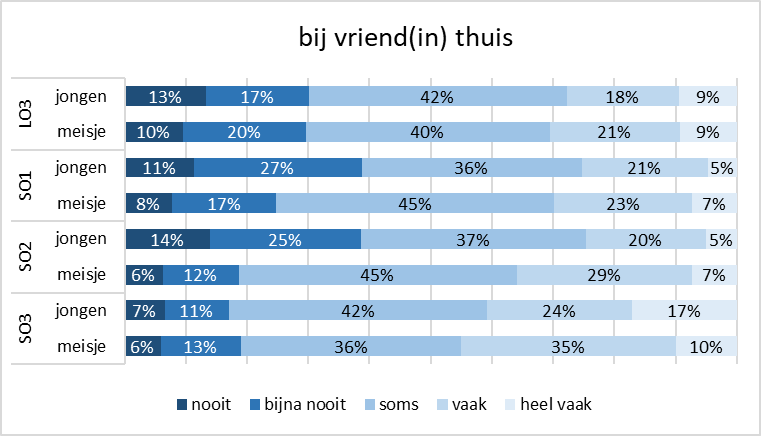 bij vriend(in) thuis
LO3
jongen 13% 17% 42% 18% 9%
meisje 10% 20% 40% 21% 9%
SO1
jongen 11% 27% 36% 21% 5%
meisje 8% 17% 45% 23% 7%
SO2
jongen 14% 25% 37% 20% 5%
meisje 6% 12% 45% 29% 7%
SO3
jongen 7% 11% 42% 24% 17%
meisje 6% 13% 36% 35% 10%
nooit bijna nooit soms vaak heel vaak